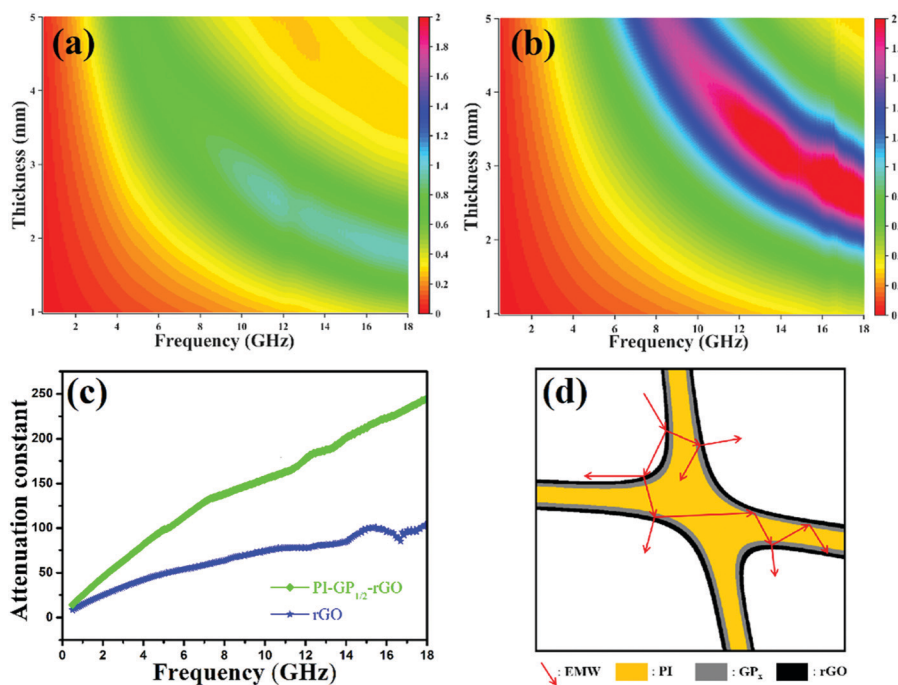 (a)
Thickness (mm)
5
4
3
2
1
2 4 6 8 10 12 14 16 18
Frequency (GHz)
2
1.8
1.6
1.4
1.2
1
0.8
0.6
0.4
0.2
0
(b)
Thickness (mm)
5
4
3
2
1
2 4 6 8 10 12 14 16 18
Frequency (GHz)
(c)
Attenuation constant
250
200
150
100
50
0
PI-GP1/2-rGO
rGO
0 2 4 6 8 10 12 14 16 18
Frequency (GHz)
(d)
: EMW : PI : GPx : rGO